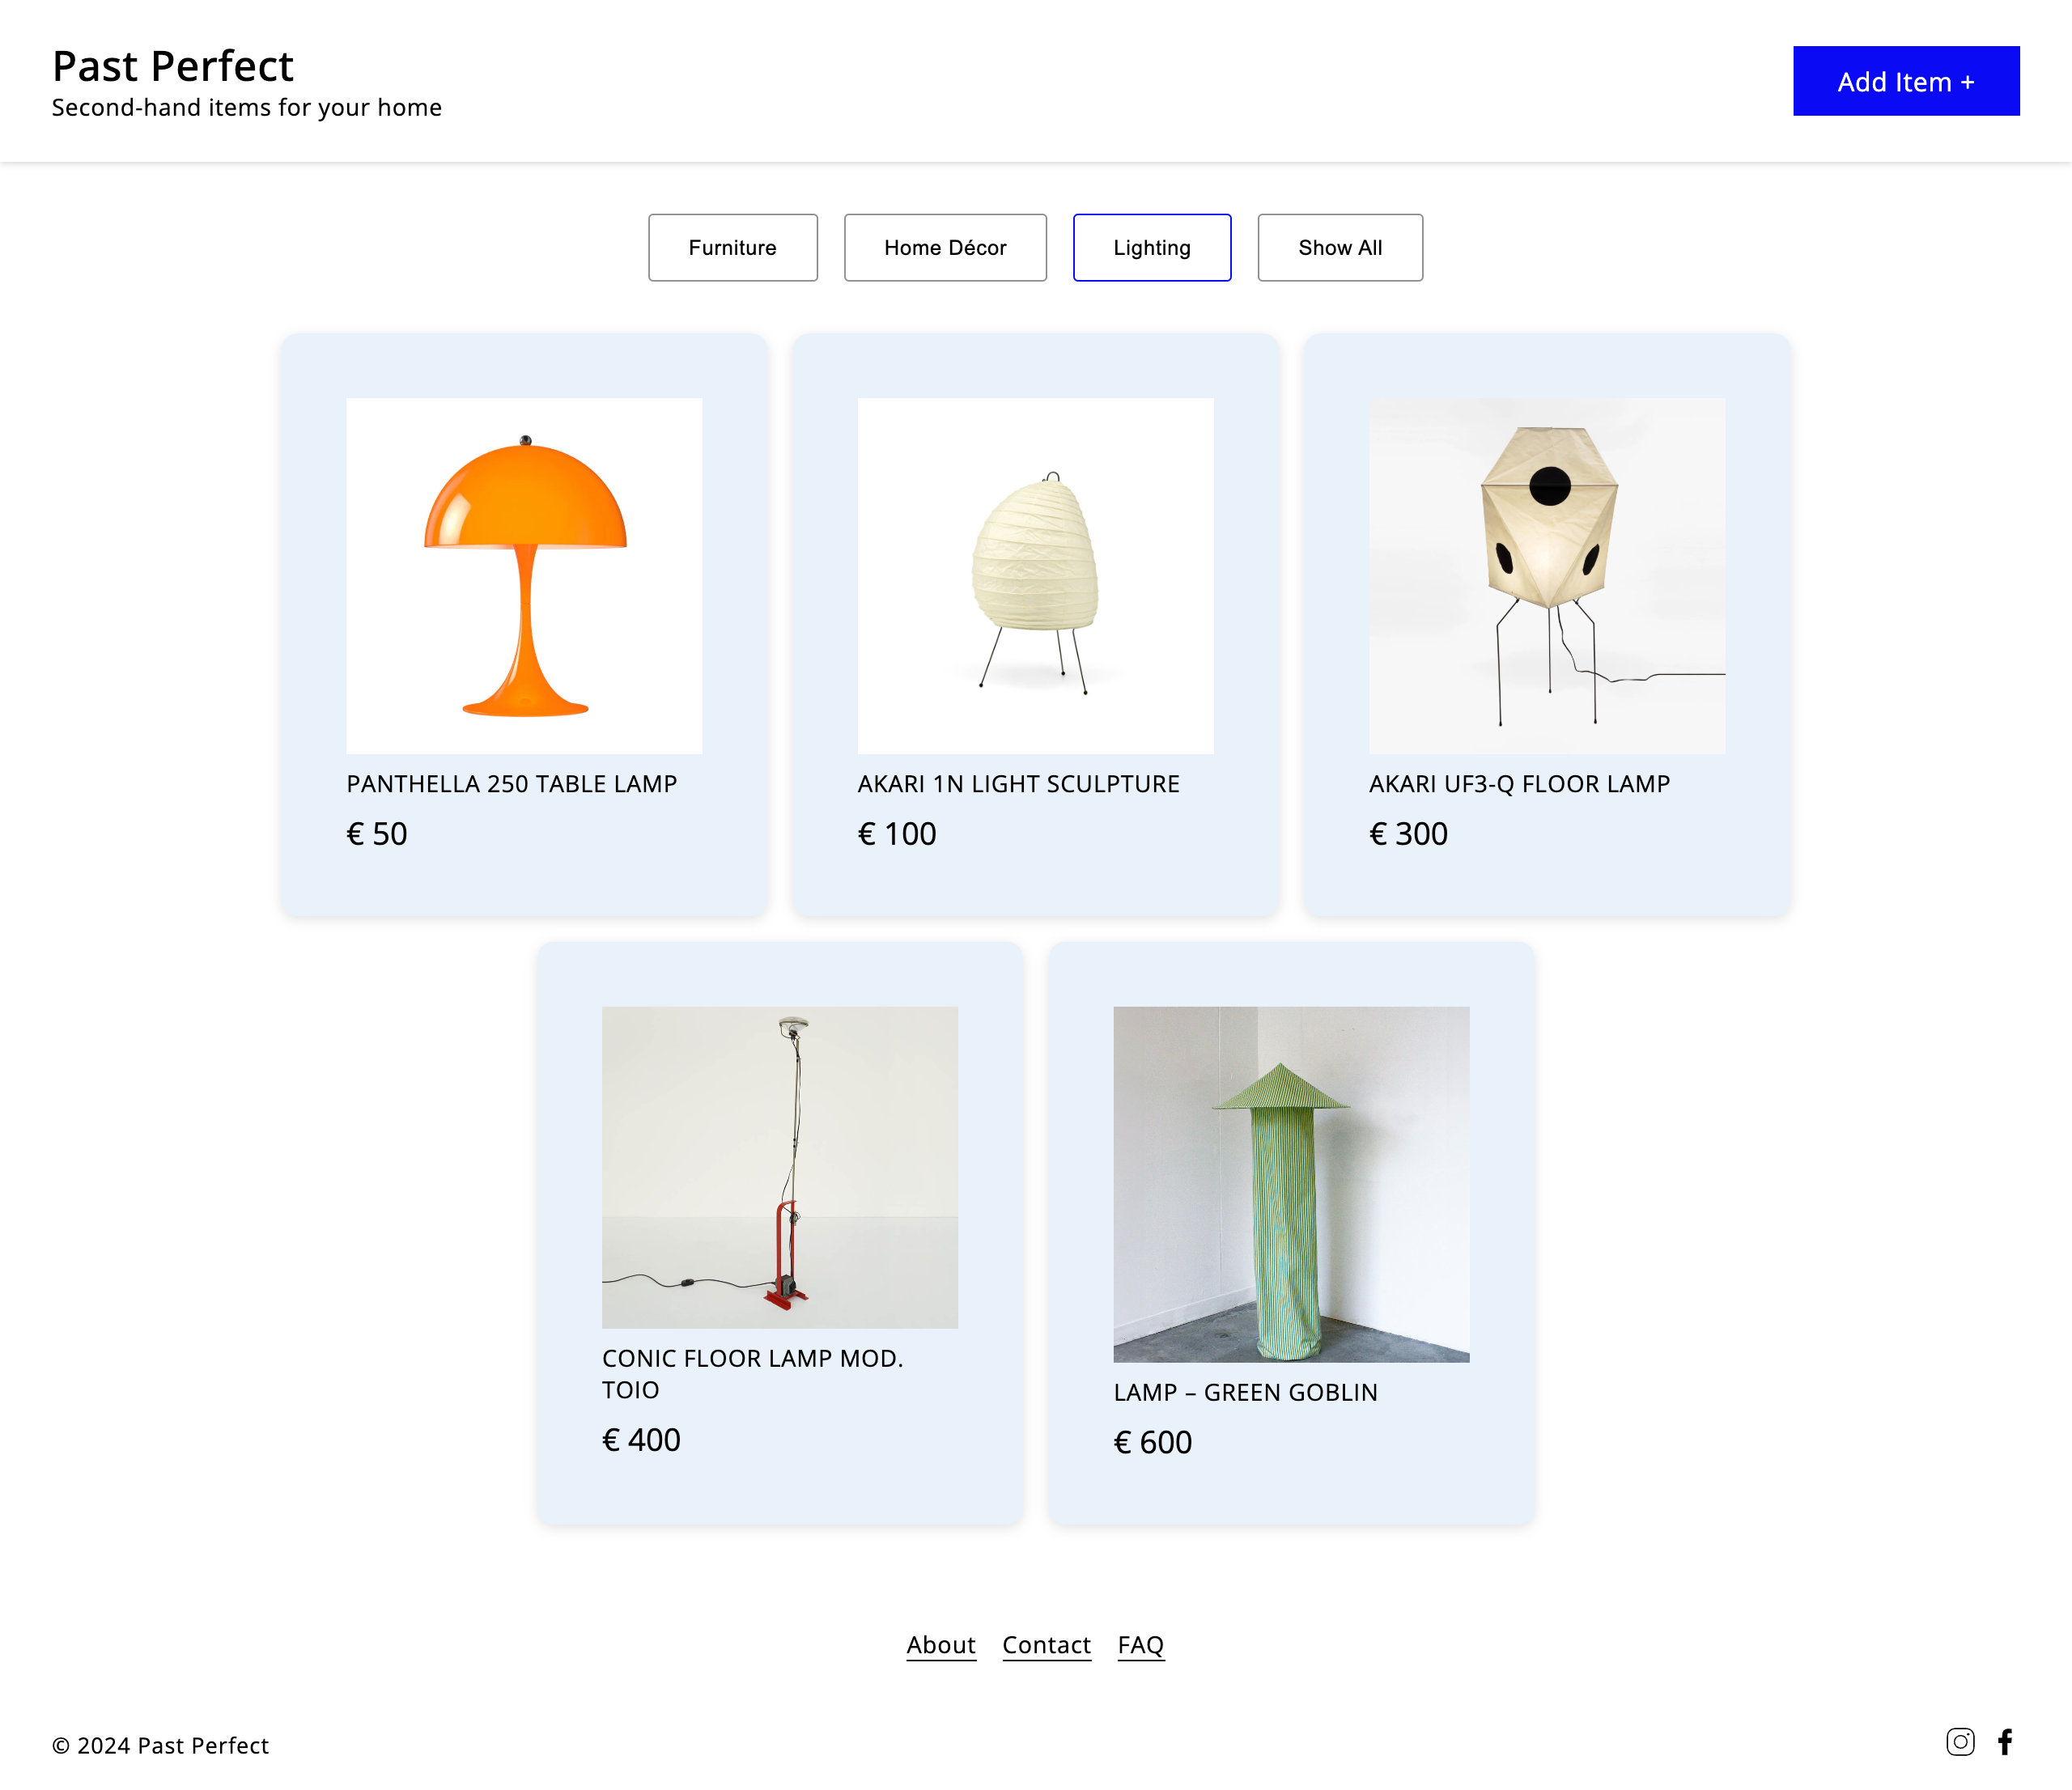 Past Perfect
Second-hand items for your home
Add Item +
Furniture
Home Décor
Lighting
Show All
PANTHELLA 250 TABLE LAMP
€ 50
AKARI 1N LIGHT SCULPTURE
€ 100
AKARI UF3-Q FLOOR LAMP
€ 300
CONIC FLOOR LAMP MOD.
TOIO
€ 400
LAMP – GREEN GOBLIN
€ 600
About
Contact
FAQ
© 2024 Past Perfect